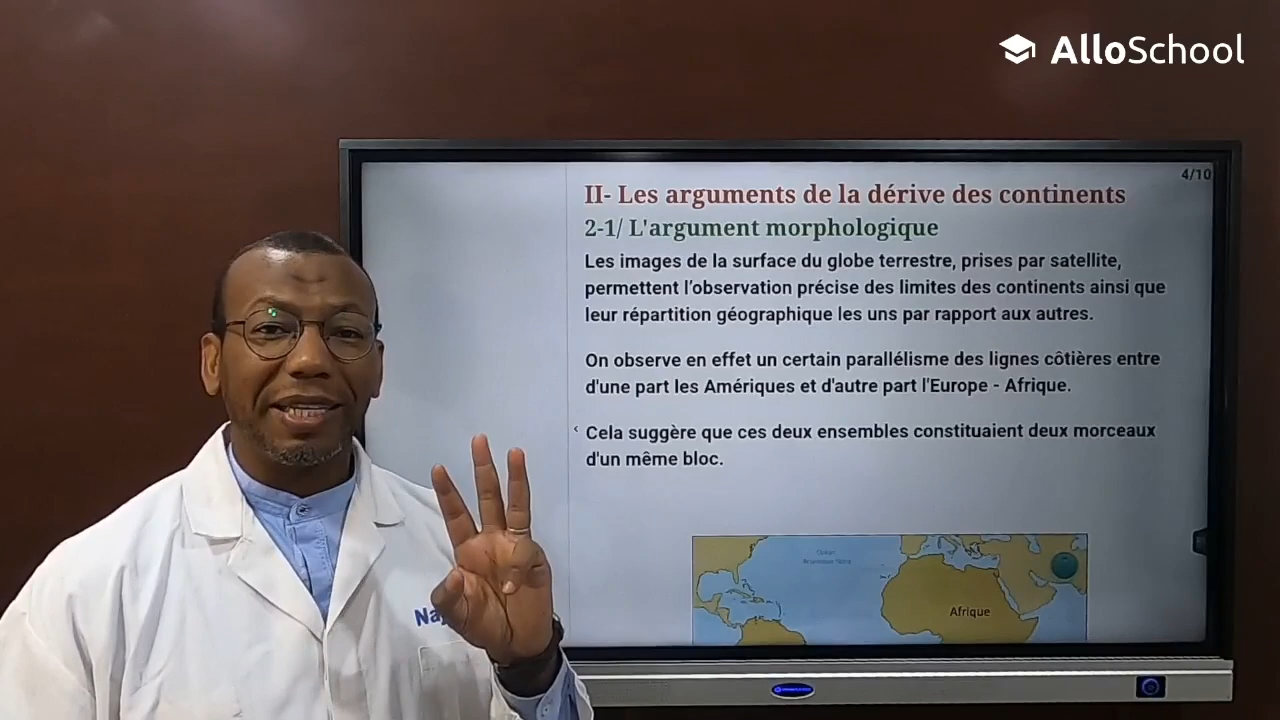 AlloSchool
4/10
II- Les arguments de la dérive des continents
2-1/ L'argument morphologique
Les images de la surface du globe terrestre, prises par satellite,
permettent l'observation précise des limites des continents ainsi que
leur répartition géographique les uns par rapport aux autres.
On observe en effet un certain parallélisme des lignes côtières entre
d'une part les Amériques et d'autre part l'Europe - Afrique.
Cela suggère que ces deux ensembles constituaient deux morceaux
d'un même bloc.
Océan
Afrique